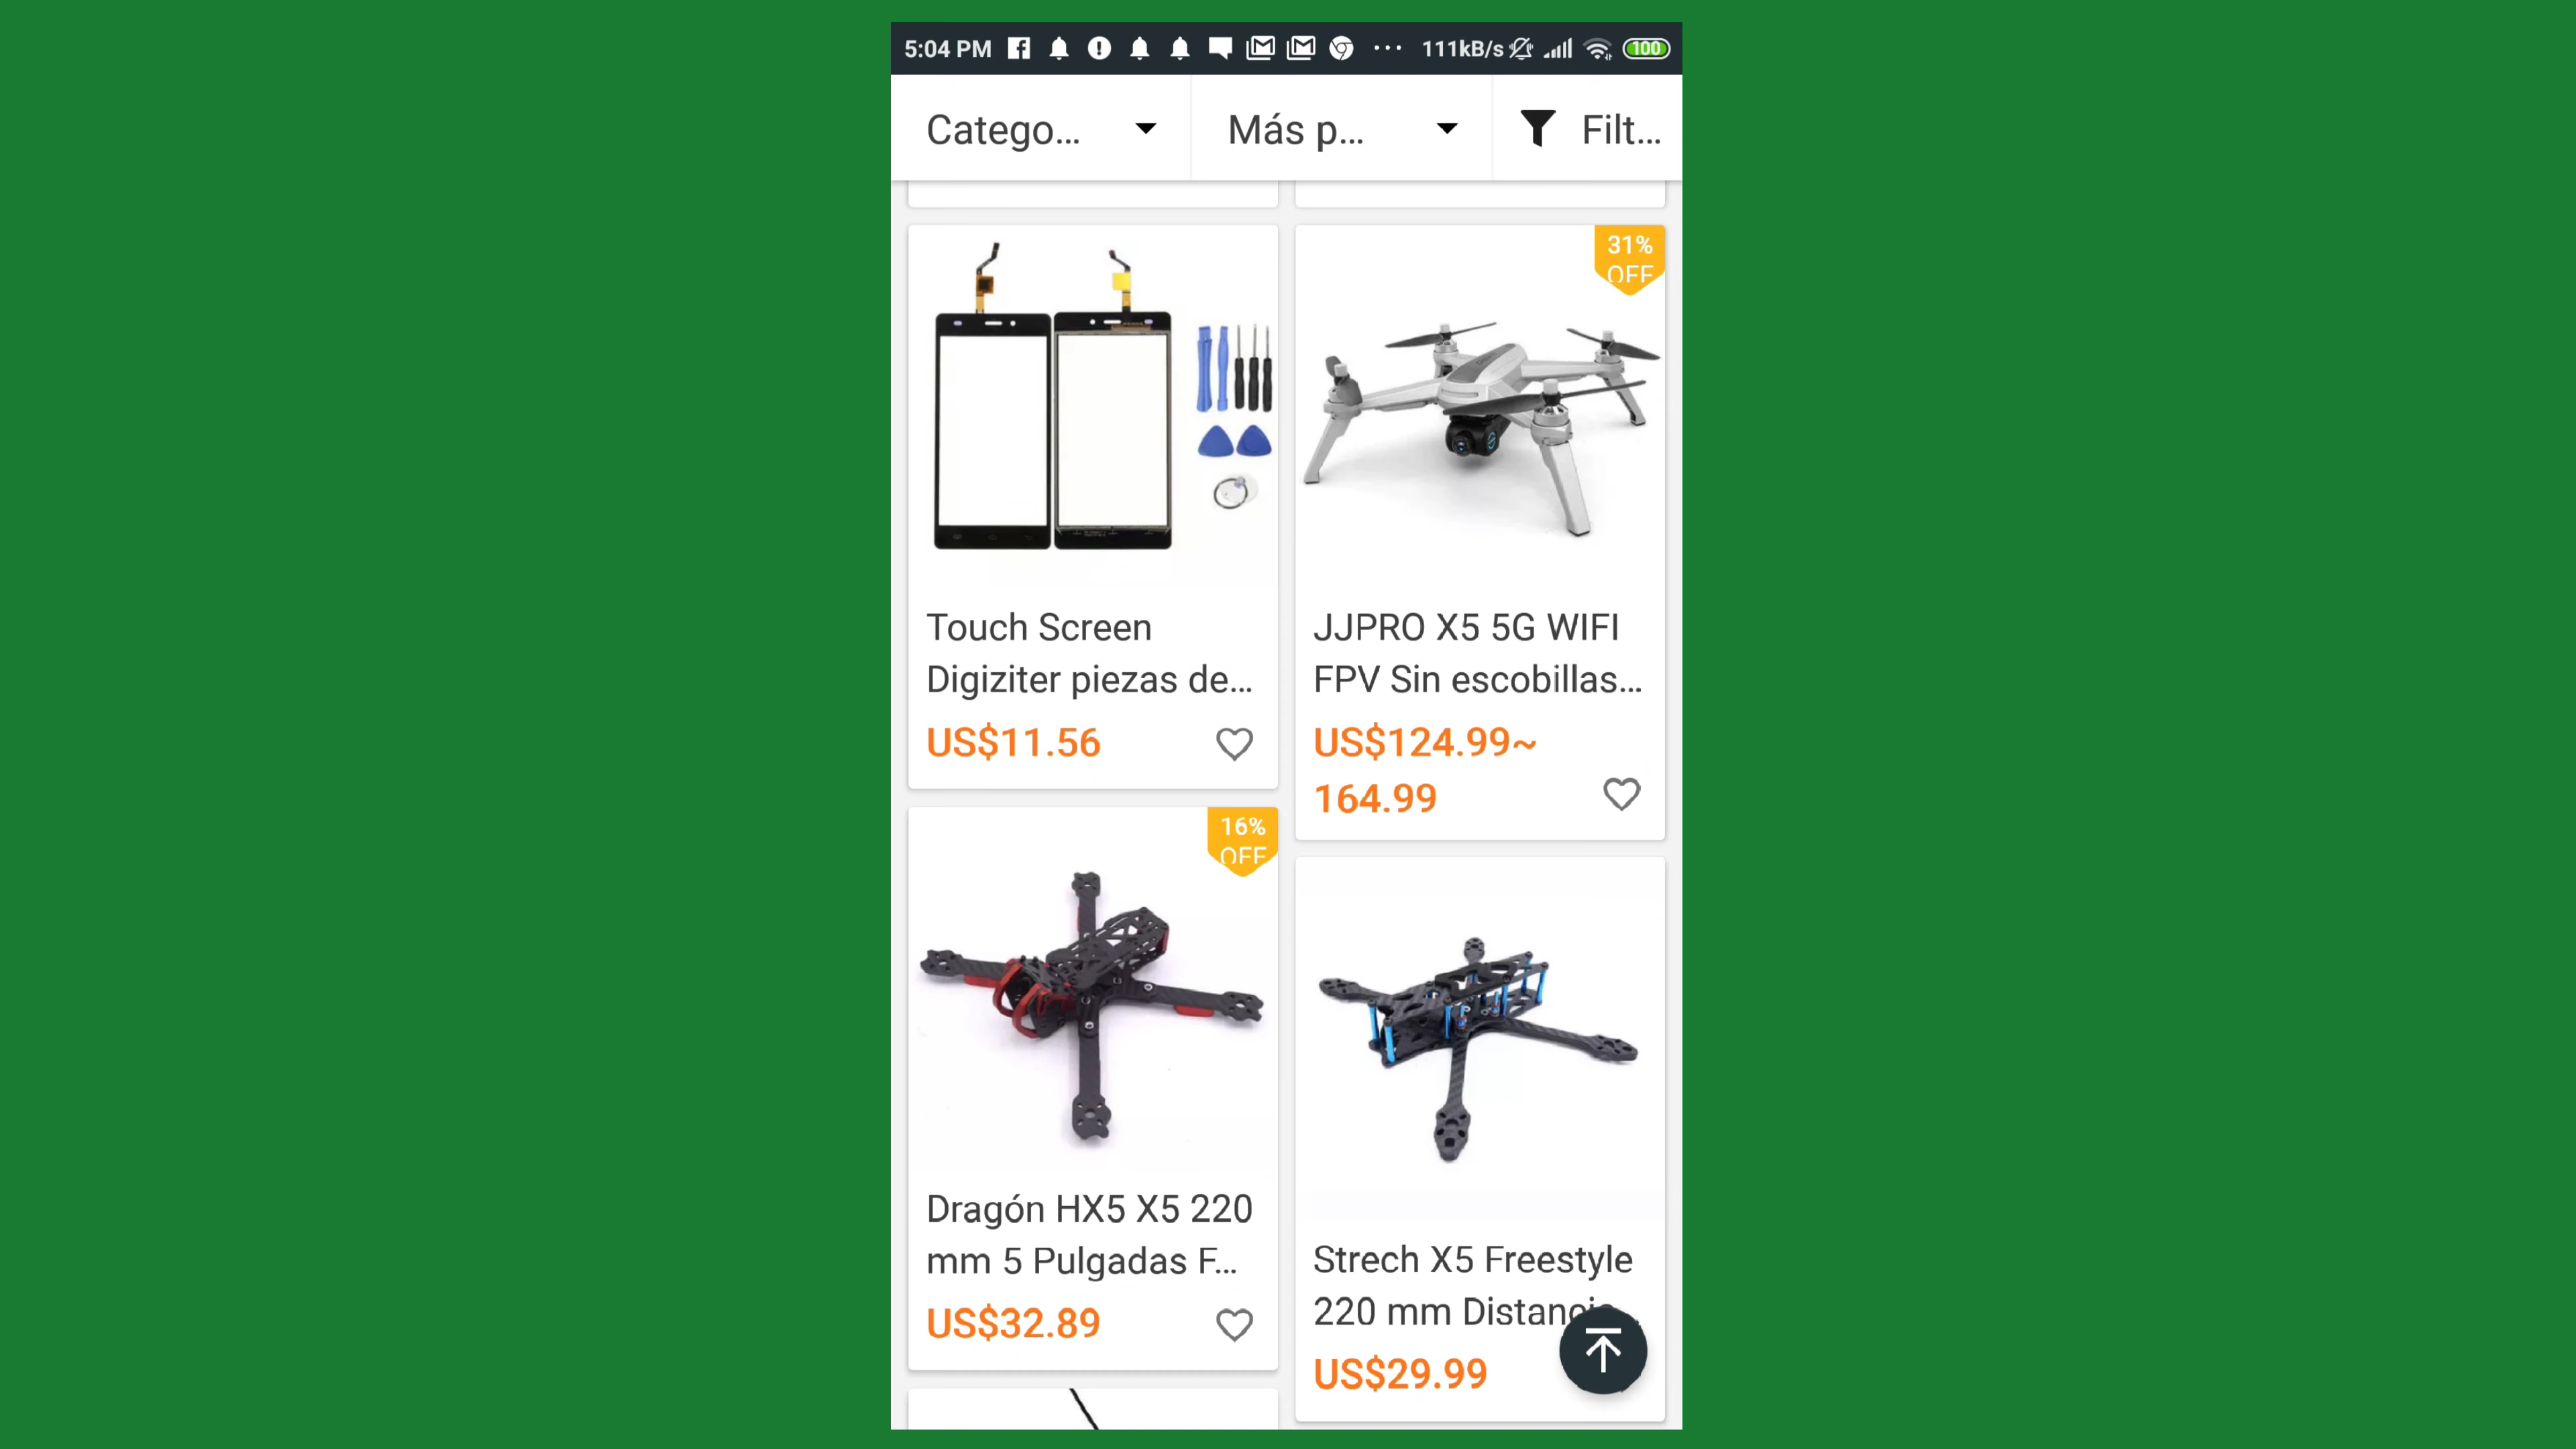 5:04 PM 111kB/s 100
Catego... Más p... Filt...
Touch Screen
Digiziter piezas de...
US$11.56
31%
OFF
JJPRO X5 5G WIFI
FPV Sin escobillas...
US$124.99~
164.99
16%
OFF
Dragón HX5 X5 220
mm 5 Pulgadas F...
US$32.89
Strech X5 Freestyle
220 mm
US$29.99